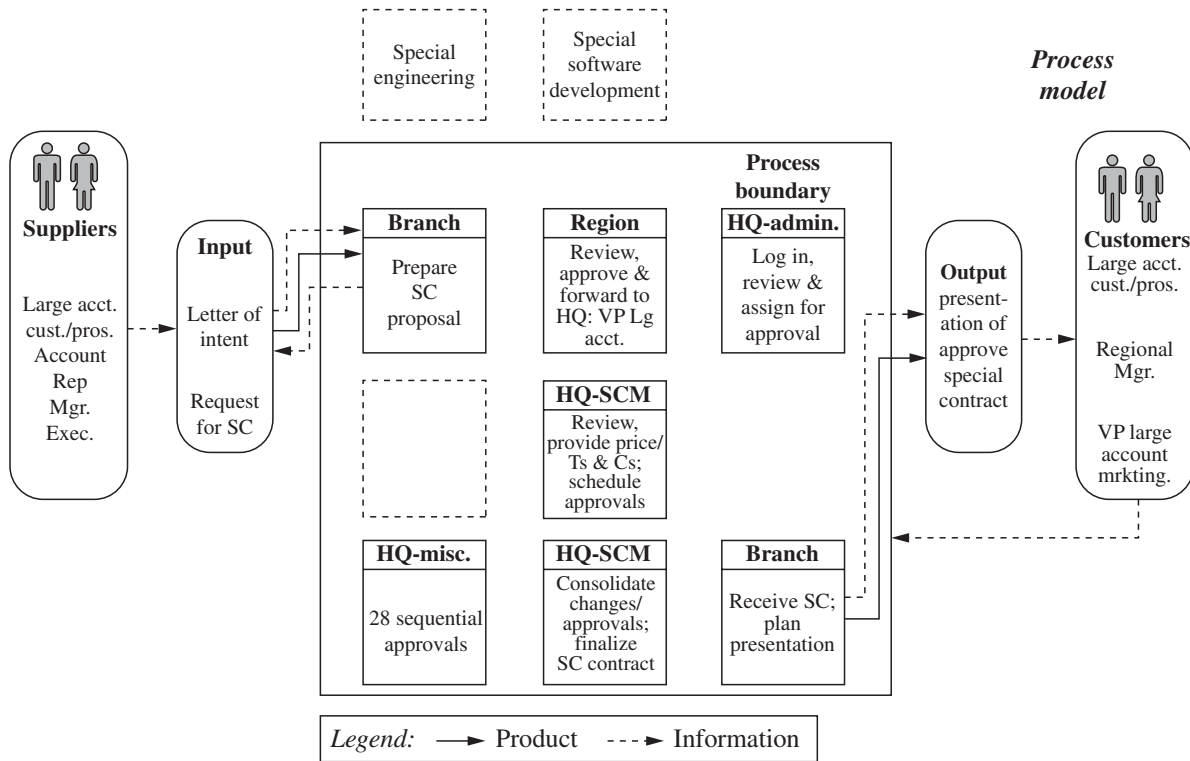 Special
engineering
Special
software
development
Process
model
Suppliers
Large acct.
cust./pros.
Account
Rep
Mgr.
Exec.
Input
Letter of
intent
Request
for SC
Process
boundary
Branch
Prepare
SC
proposal
Region
Review,
approve &
forward to
HQ: VP Lg
acct.
HQ-admin.
Log in,
review &
assign for
approval
HQ-SCM
Review,
provide price/
Ts & Cs;
schedule
approvals
HQ-misc.
28 sequential
approvals
HQ-SCM
Consolidate
changes/
approvals;
finalize
SC contract
Branch
Receive SC;
plan
presentation
Output
present-
ation of
approve
special
contract
Customers
Large acct.
cust./pros.
Regional
Mgr.
VP large
account
mrkting.
Legend: Product Information